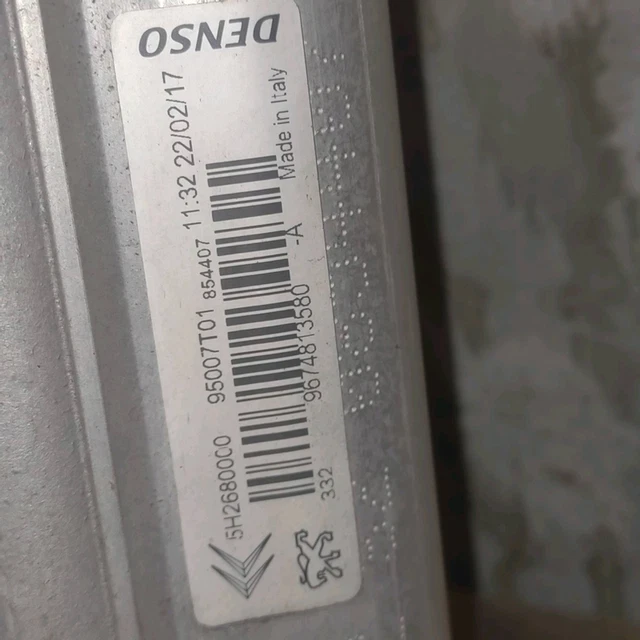 DENSO
5H2680000 95007T01 854407 11:32 22/02/17
9674813580 -A Made in Italy
332